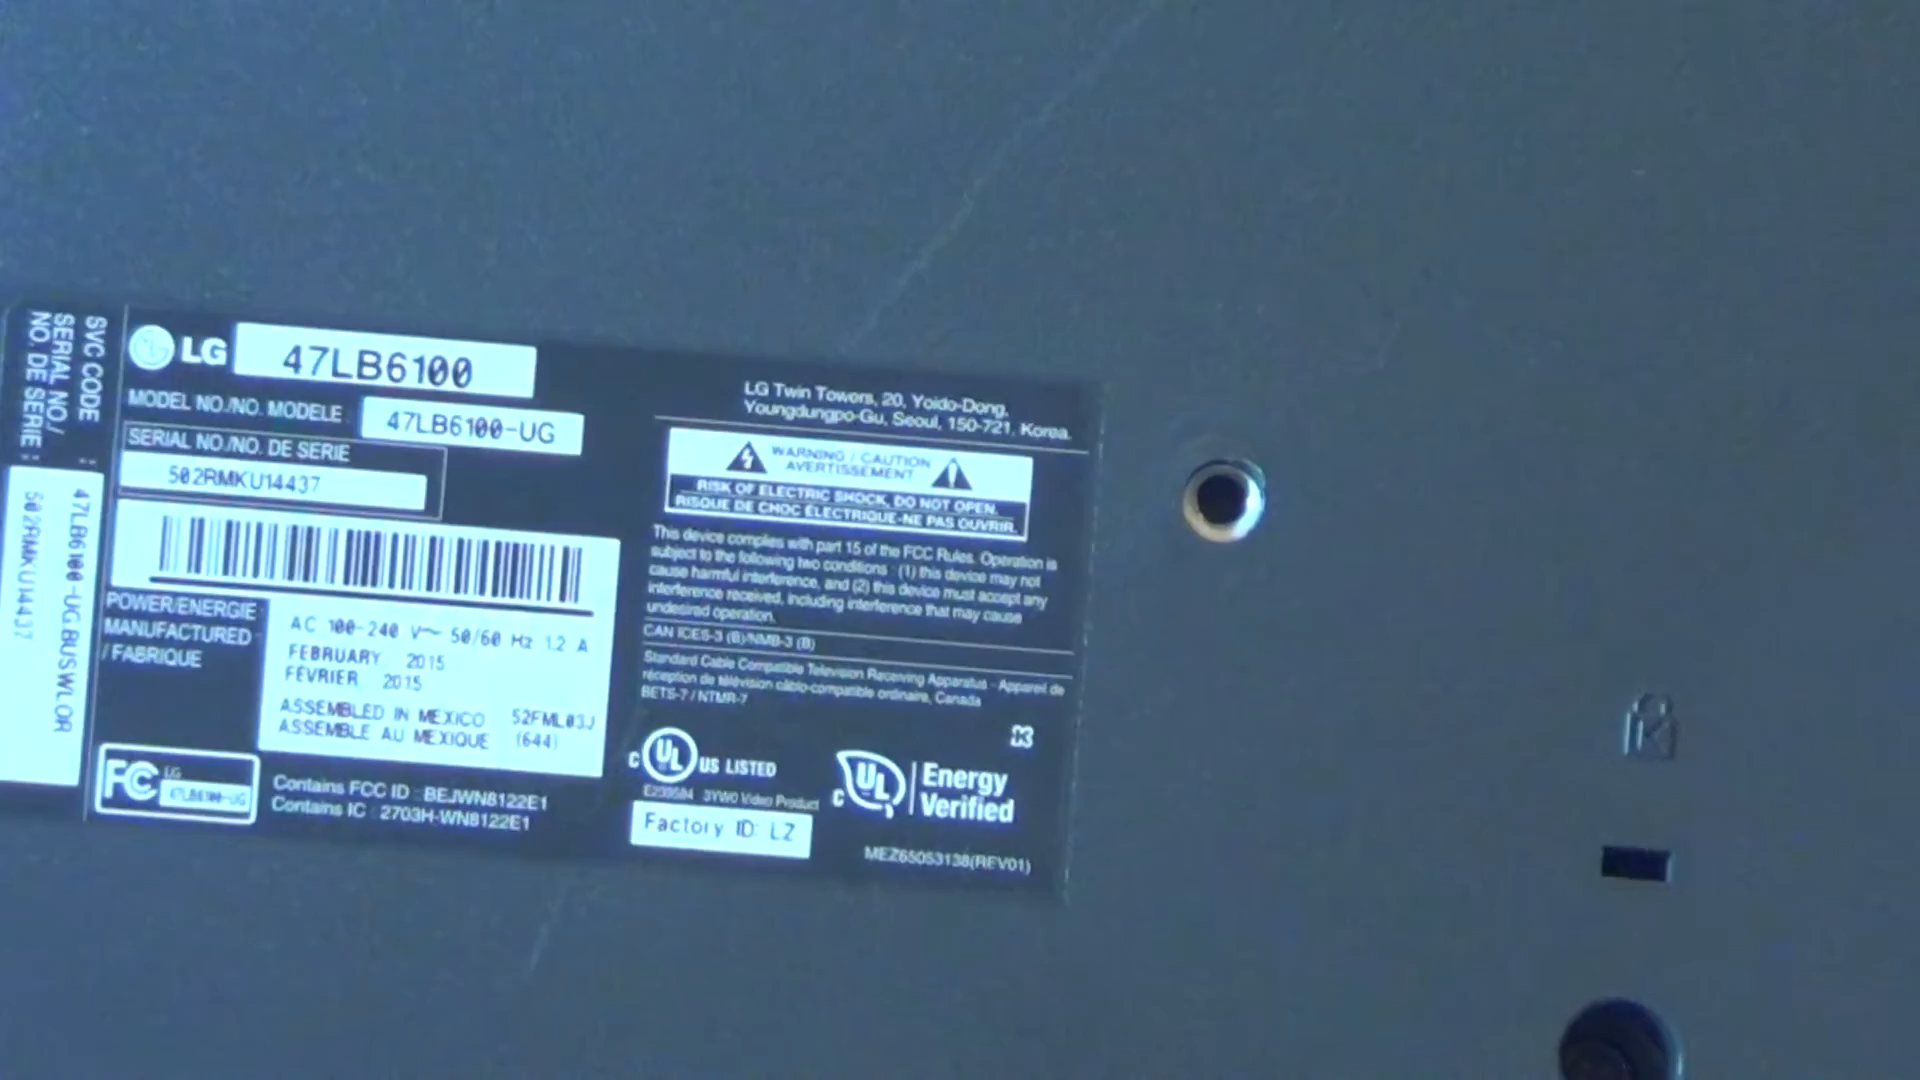 SVC CODE :
SERIAL NO./
NO. DE SERIE :
47LB6100-UG.BUSWLOR
502RMKU14437
LG 47LB6100
MODEL NO./NO. MODELE 47LB6100-UG
SERIAL NO./NO. DE SERIE
502RMKU14437
POWER/ENERGIE AC 100-240 V~ 50/60 Hz 1.2 A
MANUFACTURED FEBRUARY 2015
/ FABRIQUE FÉVRIER 2015
ASSEMBLED IN MEXICO 52FML03J
ASSEMBLE AU MEXIQUE (644)
FC LG
47LB6100-UG
Contains FCC ID : BEJWN8122E1
Contains IC : 2703H-WN8122E1
LG Twin Towers, 20, Yoido-Dong,
Youngdungpo-Gu, Seoul, 150-721, Korea.
WARNING / CAUTION
AVERTISSEMENT
RISK OF ELECTRIC SHOCK, DO NOT OPEN.
RISQUE DE CHOC ÉLECTRIQUE-NE PAS OUVRIR.
This device complies with part 15 of the FCC Rules. Operation is
subject to the following two conditions : (1) this device may not
cause harmful interference, and (2) this device must accept any
interference received, including interference that may cause
undesired operation.
CAN ICES-3 (B)/NMB-3 (B)
Standard Cable Compatible Television Receiving Apparatus - Appareil de
réception de télévision câblo-compatible ordinaire, Canada
BETS-7 / NTMR-7
C UL US LISTED
3YW0 Video Product
Factory ID: LZ
C UL Energy
Verified
MEZ65053138(REV01)